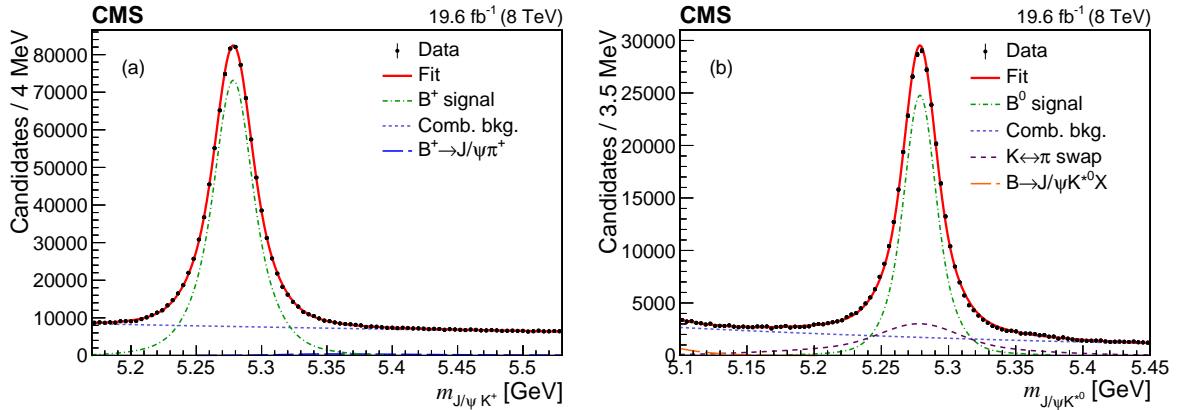 CMS 19.6 fb⁻¹ (8 TeV)
(a)
Data
Fit
B⁺ signal
Comb. bkg.
B⁺→J/ψπ⁺
Candidates / 4 MeV
80000
70000
60000
50000
40000
30000
20000
10000
0
5.2 5.25 5.3 5.35 5.4 5.45 5.5
m_{J/ψ K⁺} [GeV]
CMS 19.6 fb⁻¹ (8 TeV)
(b)
Data
Fit
B⁰ signal
Comb. bkg.
K↔π swap
B→J/ψK*⁰X
Candidates / 3.5 MeV
30000
25000
20000
15000
10000
5000
0
5.1 5.15 5.2 5.25 5.3 5.35 5.4 5.45
m_{J/ψK*⁰} [GeV]